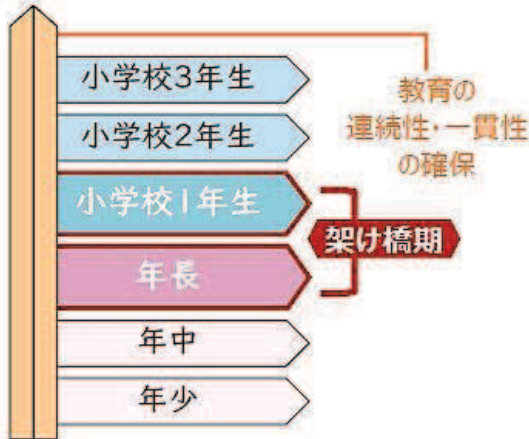 小学校3年生
教育の
連続性・一貫性
の確保
小学校2年生
小学校1年生
架け橋期
年長
年中
年少